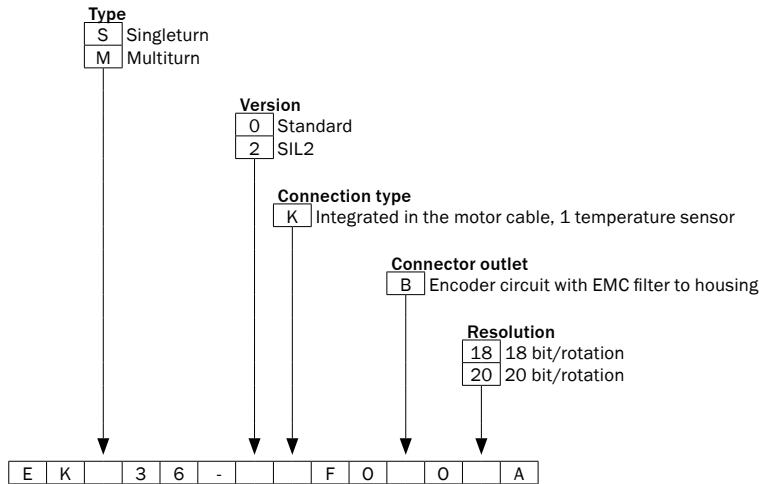 Type
S Singleturn
M Multiturn
Version
0 Standard
2 SIL2
Connection type
K Integrated in the motor cable, 1 temperature sensor
Connector outlet
B Encoder circuit with EMC filter to housing
Resolution
18 18 bit/rotation
20 20 bit/rotation
E K 3 6 - F 0 0 A